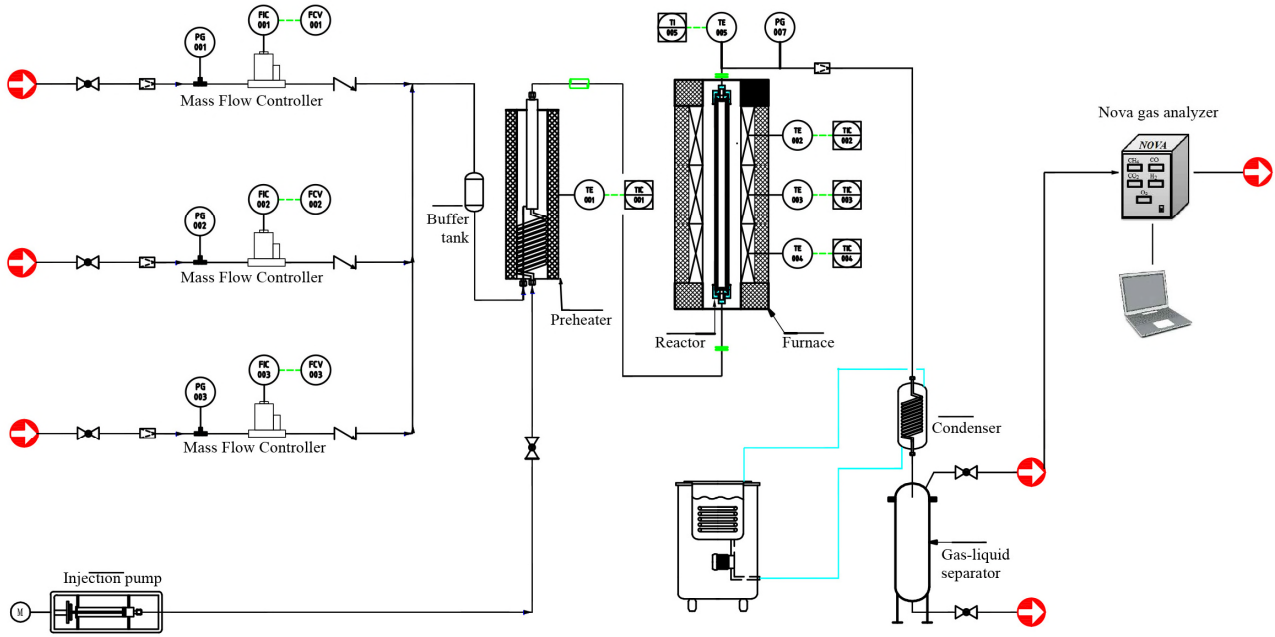 FIC
001
FCV
001
PG
001
Mass Flow Controller
FIC
002
FCV
002
PG
002
Mass Flow Controller
FIC
003
FCV
003
PG
003
Mass Flow Controller
Buffer
tank
TE
001
TIC
001
Preheater
TI
005
TE
005
PG
007
TE
002
TIC
002
TE
003
TIC
003
TE
004
TIC
004
Reactor
Furnace
Nova gas analyzer
NOVA
CH₄
CO
CO₂
H₂
O₂
Condenser
Gas-liquid
separator
Injection pump
M